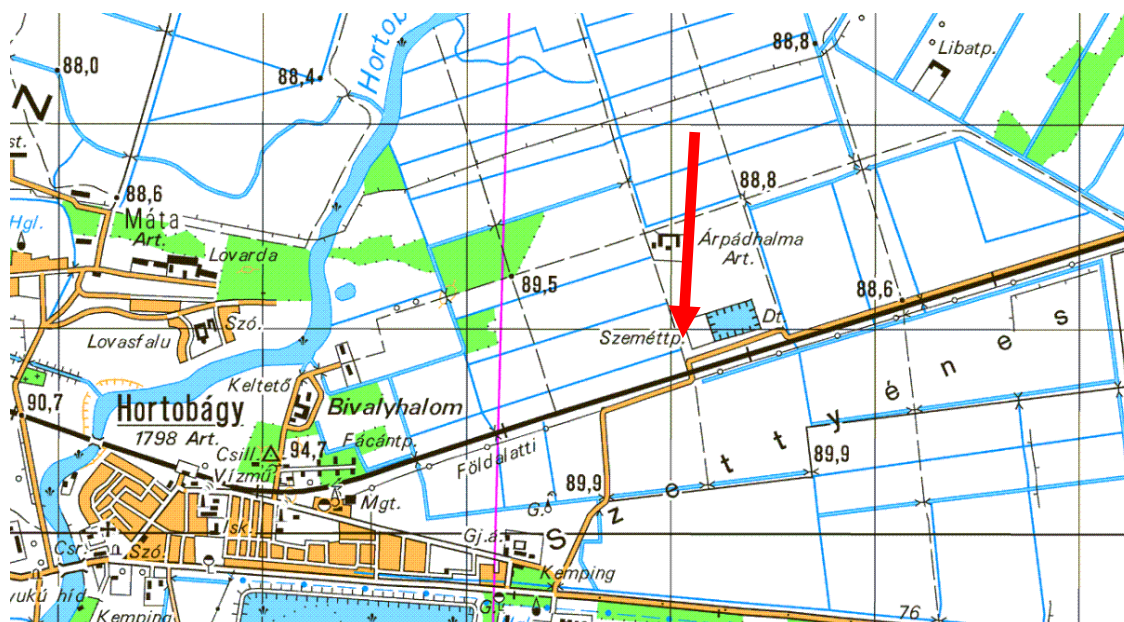 Hortob
88,8
Libatp.
88,0
88,4
Z
st.
88,6
88,8
Máta
Art.
Hgl.
Lovarda
Árpádhalma
Art.
89,5
88,6
Szó.
Dt
Lovasfalu
Szeméttp.
Keltető
90,7
Hortobágy
1798 Art.
Bivalyhalom
Fácántp.
Csill.
94,7
Vízmű
Földalatti
Mgt.
89,9
89,9
G.
S z e t t y é n e s
Isk.
Gj.á.
Csr.
Szó.
Kemping
yukú híd
Kemping
G.
76